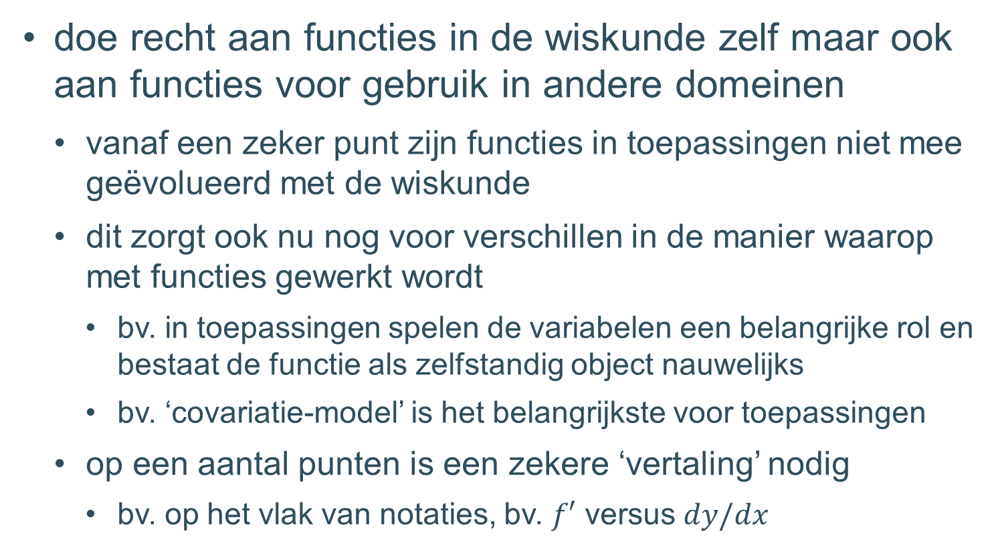 • doe recht aan functies in de wiskunde zelf maar ook
aan functies voor gebruik in andere domeinen
• vanaf een zeker punt zijn functies in toepassingen niet mee
geëvolueerd met de wiskunde
• dit zorgt ook nu nog voor verschillen in de manier waarop
met functies gewerkt wordt
• bv. in toepassingen spelen de variabelen een belangrijke rol en
bestaat de functie als zelfstandig object nauwelijks
• bv. ‘covariatie-model’ is het belangrijkste voor toepassingen
• op een aantal punten is een zekere ‘vertaling’ nodig
• bv. op het vlak van notaties, bv. 𝑓′ versus 𝑑𝑦/𝑑𝑥